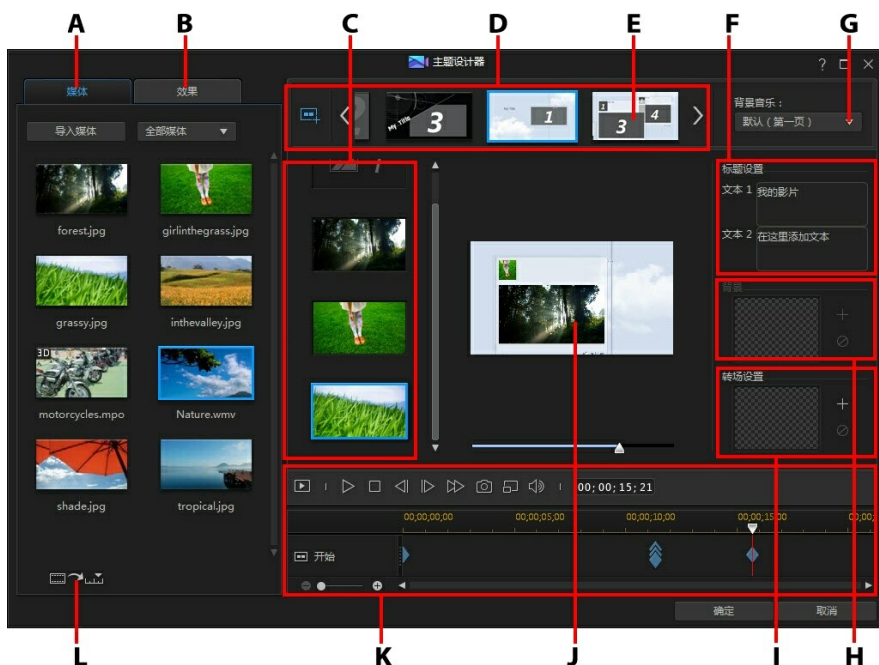 A B C D E F G
主题设计器
媒体 效果
背景音乐：
导入媒体 全部媒体
默认（第一页）
My Title 3
1
1 3 4
标题设置
文本 1 我的影片
文本 2 在这里添加文本
背景
转场设置
forest.jpg girlinthegrass.jpg
grassy.jpg inthevalley.jpg
3D
motorcycles.mpo Nature.wmv
shade.jpg tropical.jpg
00;00;15;21
00;00;00;00 00;00;05;00 00;00;10;00 00;00;15;00 00;00;
开始
确定 取消
L K J I H